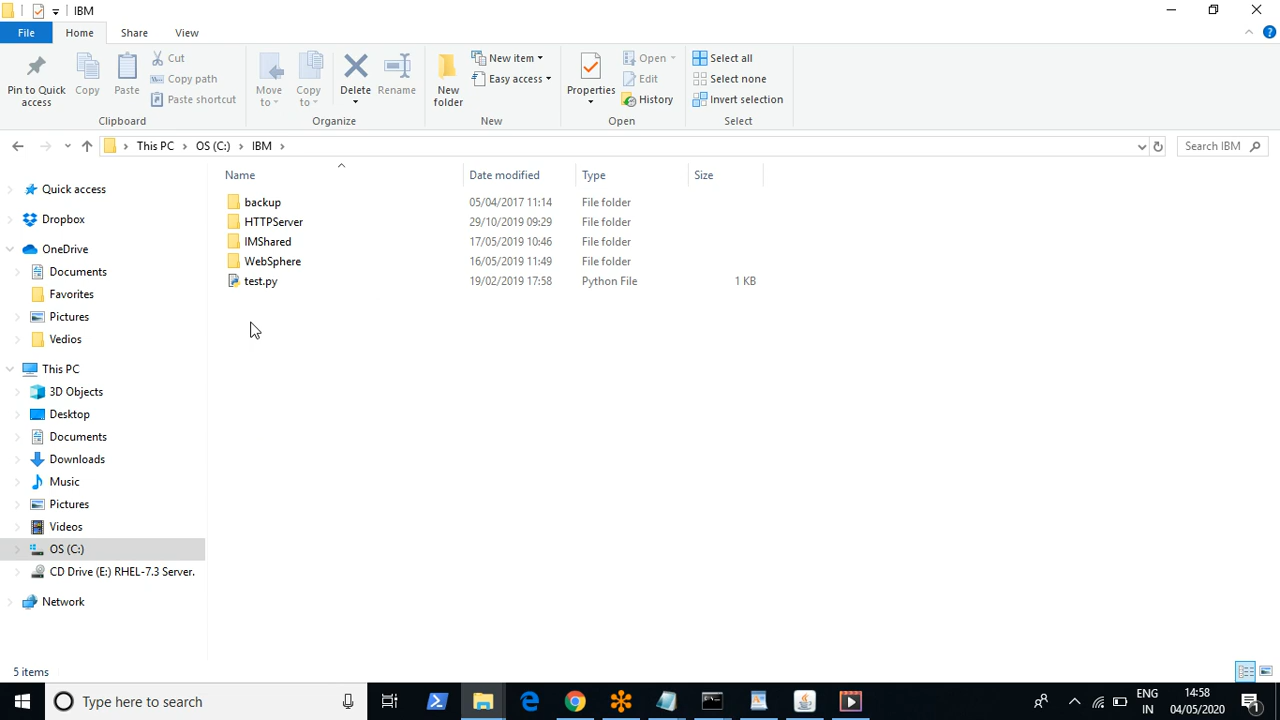 IBM
File Home Share View
Pin to Quick access
Copy
Paste
Cut
Copy path
Paste shortcut
Clipboard
Move to
Copy to
Delete
Rename
Organize
New folder
New item
Easy access
New
Properties
Open
Edit
History
Open
Select all
Select none
Invert selection
Select
This PC OS (C:) IBM
Search IBM
Name Date modified Type Size
backup 05/04/2017 11:14 File folder
HTTPServer 29/10/2019 09:29 File folder
IMShared 17/05/2019 10:46 File folder
WebSphere 16/05/2019 11:49 File folder
test.py 19/02/2019 17:58 Python File 1 KB
Quick access
Dropbox
OneDrive
Documents
Favorites
Pictures
Vedios
This PC
3D Objects
Desktop
Documents
Downloads
Music
Pictures
Videos
OS (C:)
CD Drive (E:) RHEL-7.3 Server.
Network
5 items
Type here to search
ENG
IN
14:58
04/05/2020
1